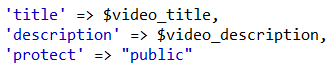 'title' => $video_title,
'description' => $video_description,
'protect' => "public"